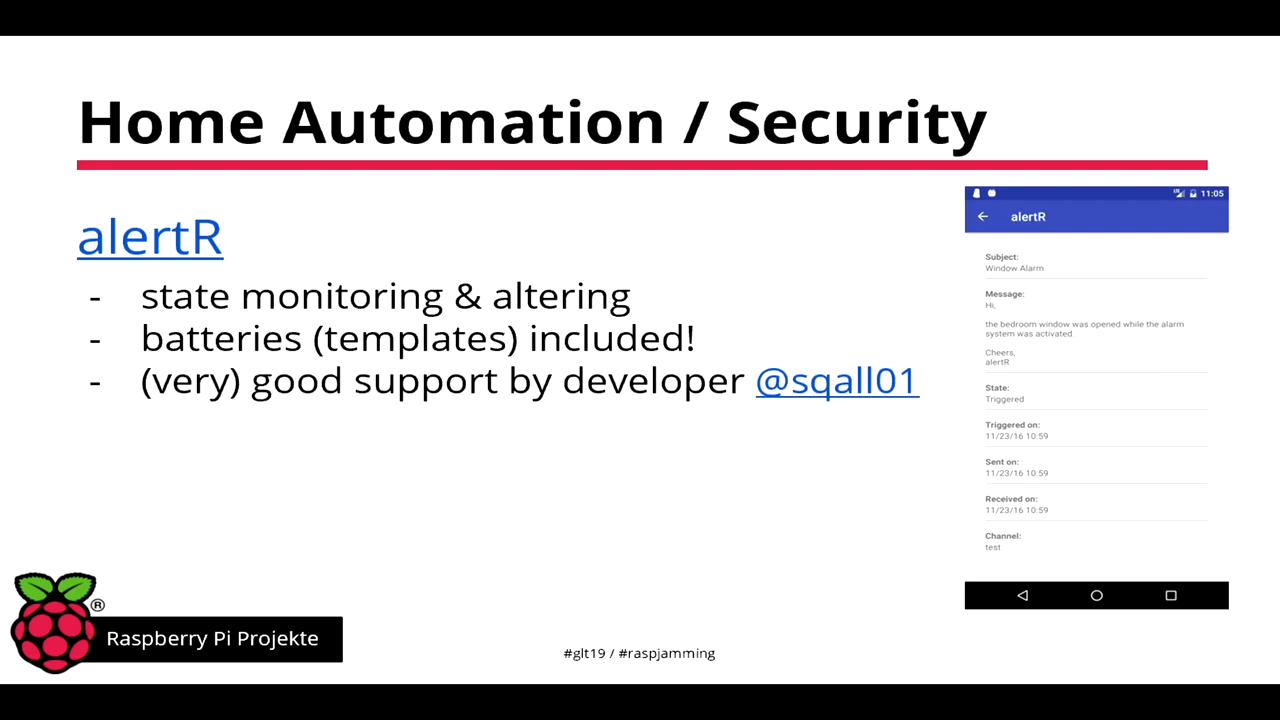 Home Automation / Security
alertR
- state monitoring & altering
- batteries (templates) included!
- (very) good support by developer @sqall01
11:05
alertR
Subject:
Window Alarm
Message:
Hi,
the bedroom window was opened while the alarm
system was activated
Cheers,
alertR
State:
Triggered
Triggered on:
11/23/16 10:59
Sent on:
11/23/16 10:59
Received on:
11/23/16 10:59
Channel:
test
®
Raspberry Pi Projekte
#glt19 / #raspjamming